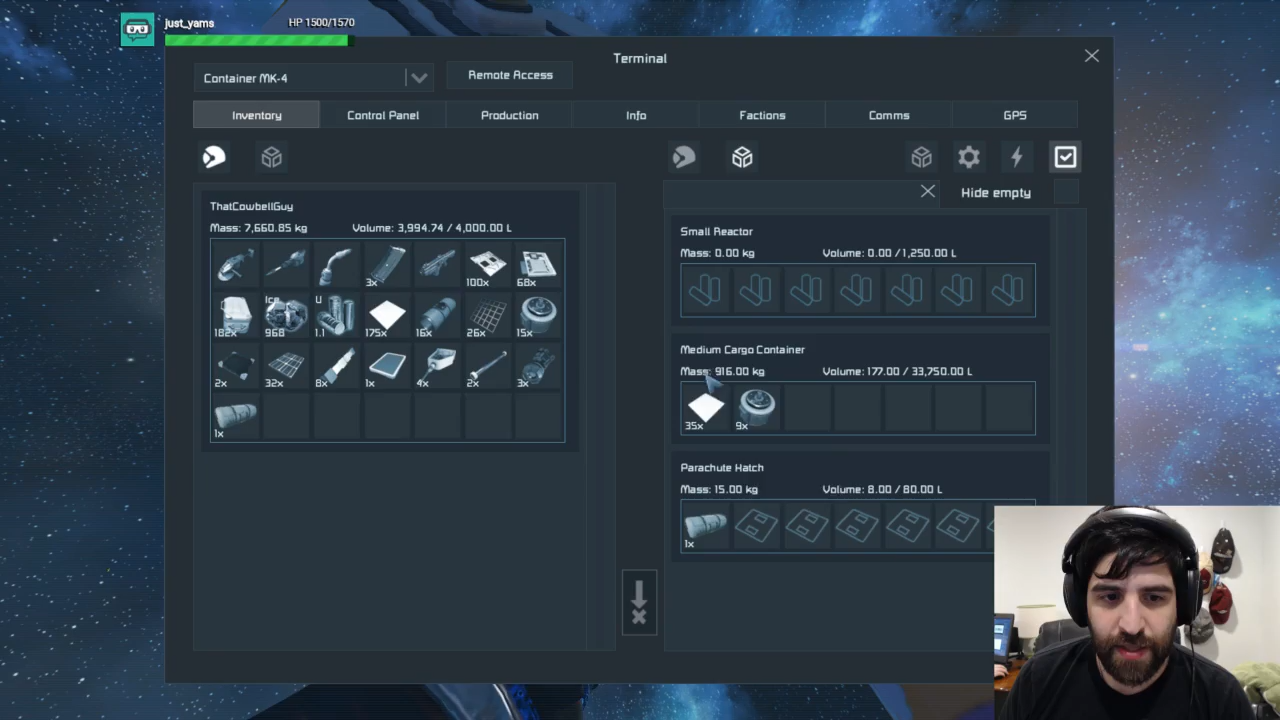 just_yams HP 1500/1570
Terminal
Container MK-4 Remote Access
Inventory Control Panel Production Info Factions Comms GPS
Hide empty
ThatCowbellGuy
Mass: 7,660.85 kg Volume: 3,994.74 / 4,000.00 L
3x 100x 68x
182x Ice 968 U 1.1 175x 16x 26x 15x
2x 32x 8x 1x 4x 2x 3x
1x
Small Reactor
Mass: 0.00 kg Volume: 0.00 / 1,250.00 L
Medium Cargo Container
Mass: 916.00 kg Volume: 177.00 / 33,750.00 L
35x 9x
Parachute Hatch
Mass: 15.00 kg Volume: 8.00 / 80.00 L
1x